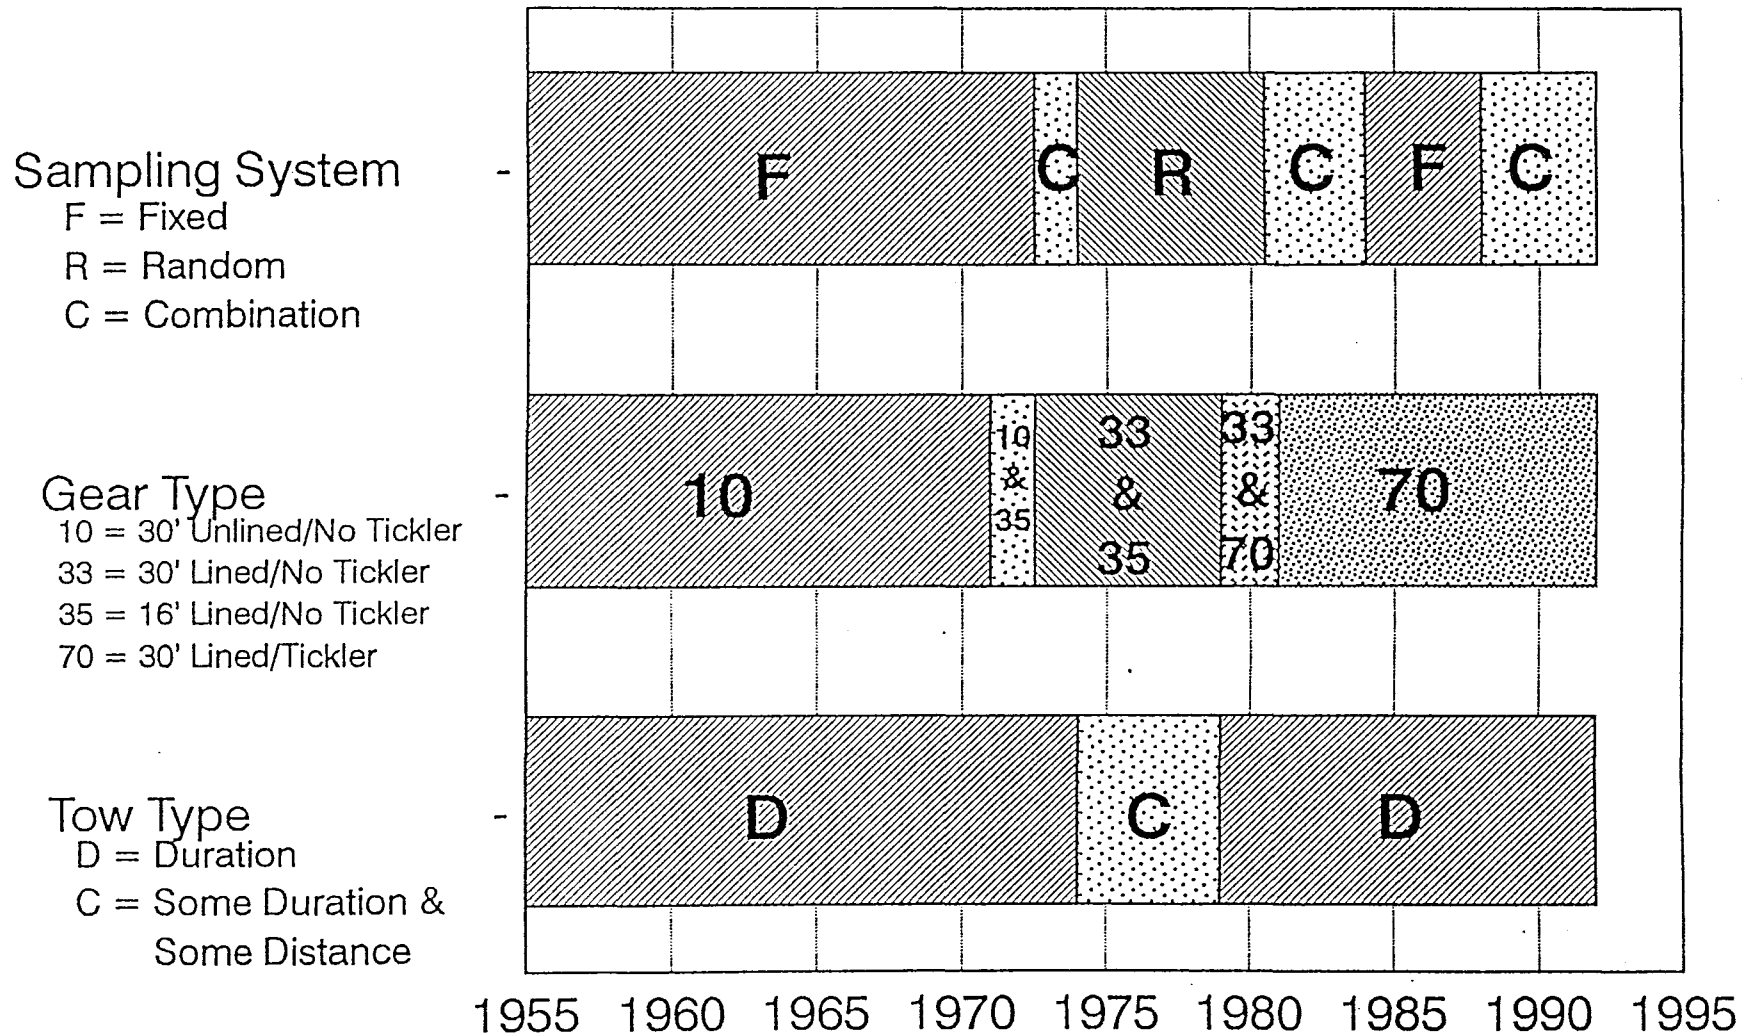 Sampling System -
F = Fixed
R = Random
C = Combination
F C R C F C
Gear Type -
10 = 30' Unlined/No Tickler
33 = 30' Lined/No Tickler
35 = 16' Lined/No Tickler
70 = 30' Lined/Tickler
10
10
&
35
33
&
35
33
&
70
70
Tow Type -
D = Duration
C = Some Duration &
Some Distance
D C D
1955 1960 1965 1970 1975 1980 1985 1990 1995